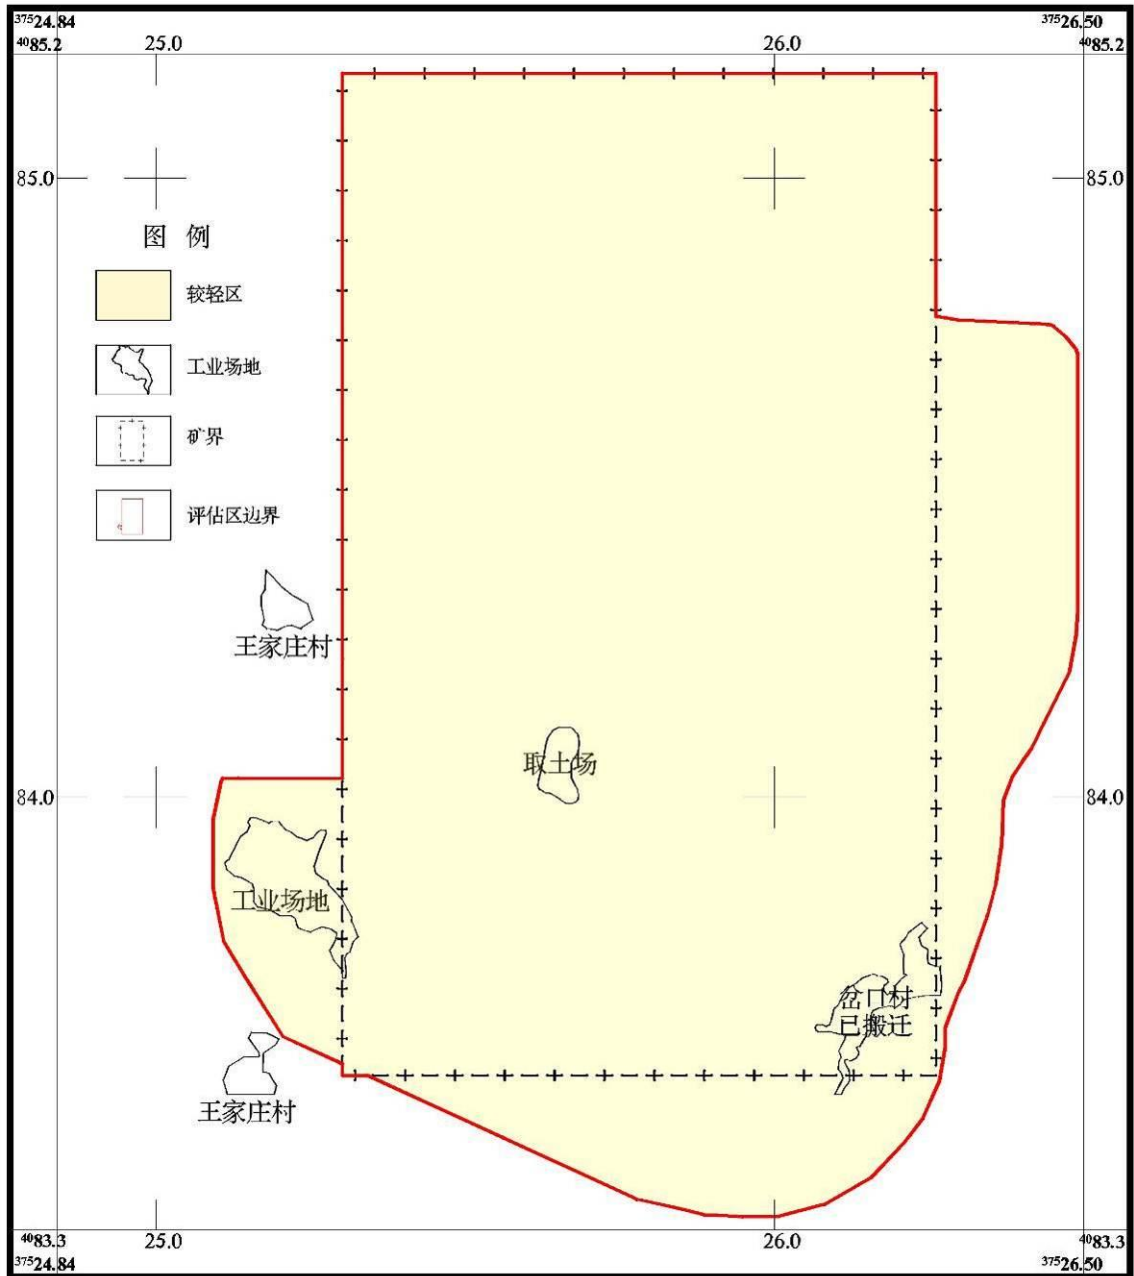 ³⁷⁵24.84
³⁷⁵26.50
⁴⁰85.2
25.0
26.0
⁴⁰85.2
85.0
85.0
图 例
较轻区
工业场地
矿界
评估区边界
王家庄村
取土场
84.0
84.0
工业场地
岔口村
已搬迁
王家庄村
⁴⁰83.3
25.0
26.0
⁴⁰83.3
³⁷⁵24.84
³⁷⁵26.50